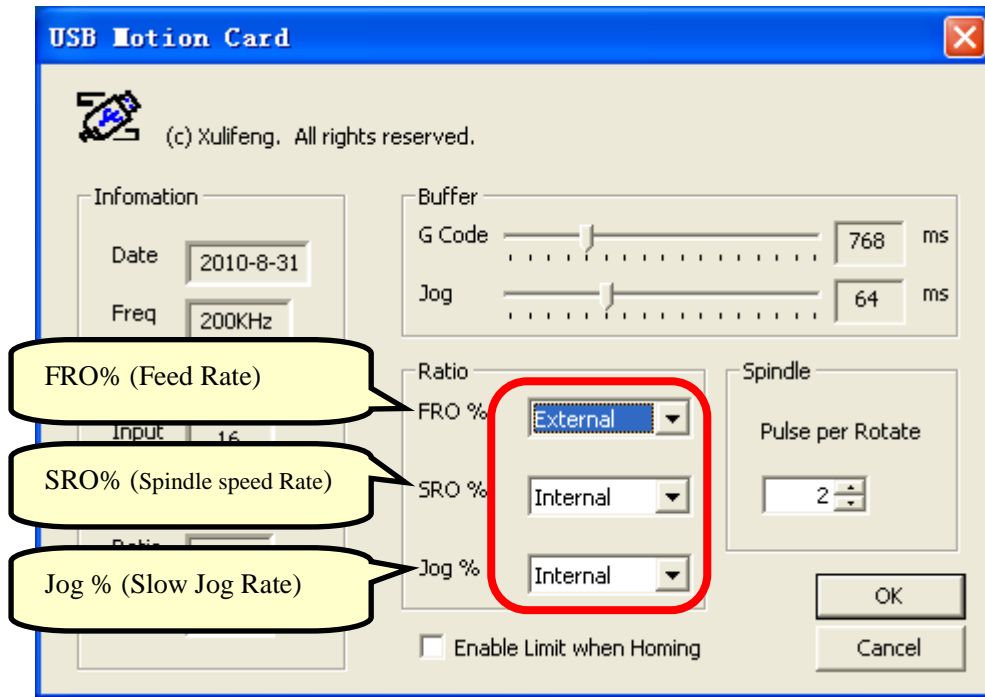 USB Motion Card
(c) Xulifeng. All rights reserved.
Infomation
Date 2010-8-31
Freq 200KHz
Input 16
Buffer
G Code 768 ms
Jog 64 ms
FRO% (Feed Rate)
SRO% (Spindle speed Rate)
Jog % (Slow Jog Rate)
Ratio
FRO % External
SRO % Internal
Jog % Internal
Spindle
Pulse per Rotate
2
Enable Limit when Homing
OK
Cancel